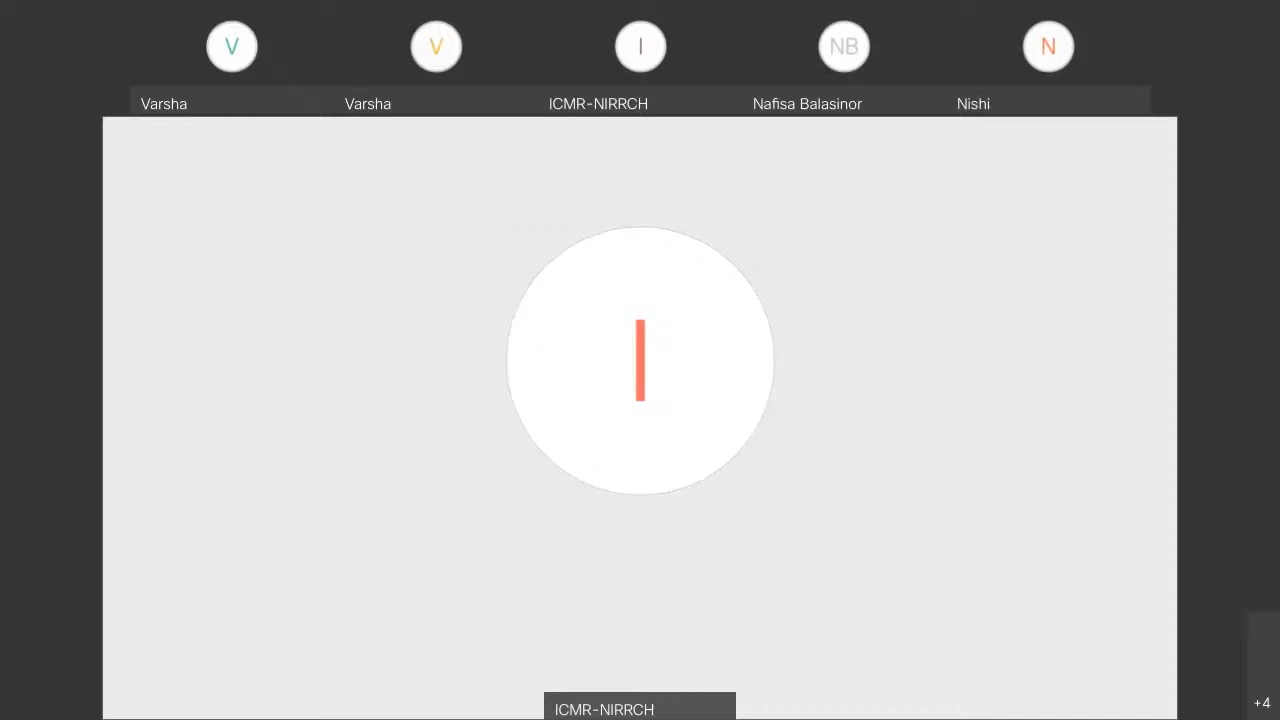 V V I NB N
Varsha Varsha ICMR-NIRRCH Nafisa Balasinor Nishi
I
+4
ICMR-NIRRCH